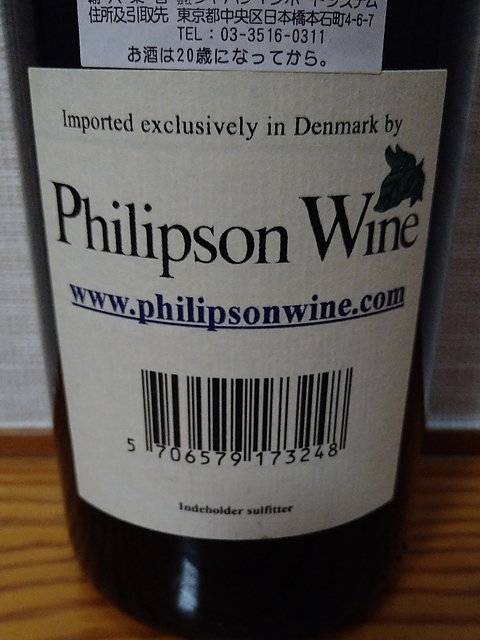 住所及引取先 東京都中央区日本橋本石町4-6-7
TEL：03-3516-0311
お酒は20歳になってから。
Imported exclusively in Denmark by
Philipson Wine
www.philipsonwine.com
5 706579 173248
Indeholder sulfitter